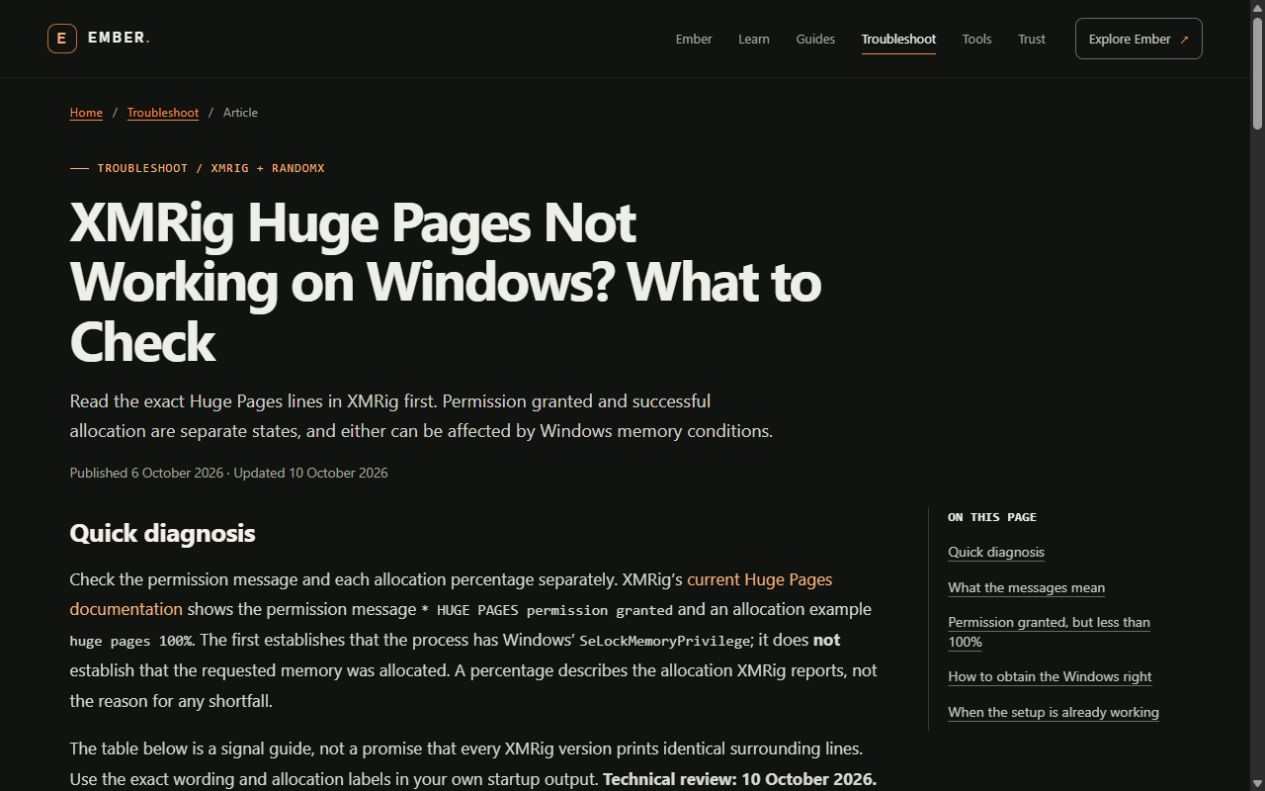 E EMBER.
Ember Learn Guides Troubleshoot Tools Trust Explore Ember ↗
Home / Troubleshoot / Article
TROUBLESHOOT / XMRIG + RANDOMX
XMRig Huge Pages Not
Working on Windows? What to
Check
Read the exact Huge Pages lines in XMRig first. Permission granted and successful
allocation are separate states, and either can be affected by Windows memory conditions.
Published 6 October 2026 · Updated 10 October 2026
Quick diagnosis
Check the permission message and each allocation percentage separately. XMRig’s current Huge Pages
documentation shows the permission message * HUGE PAGES permission granted and an allocation example
huge pages 100%. The first establishes that the process has Windows’ SeLockMemoryPrivilege; it does not
establish that the requested memory was allocated. A percentage describes the allocation XMRig reports, not
the reason for any shortfall.
The table below is a signal guide, not a promise that every XMRig version prints identical surrounding lines.
Use the exact wording and allocation labels in your own startup output. Technical review: 10 October 2026.
ON THIS PAGE
Quick diagnosis
What the messages mean
Permission granted, but less than
100%
How to obtain the Windows right
When the setup is already working